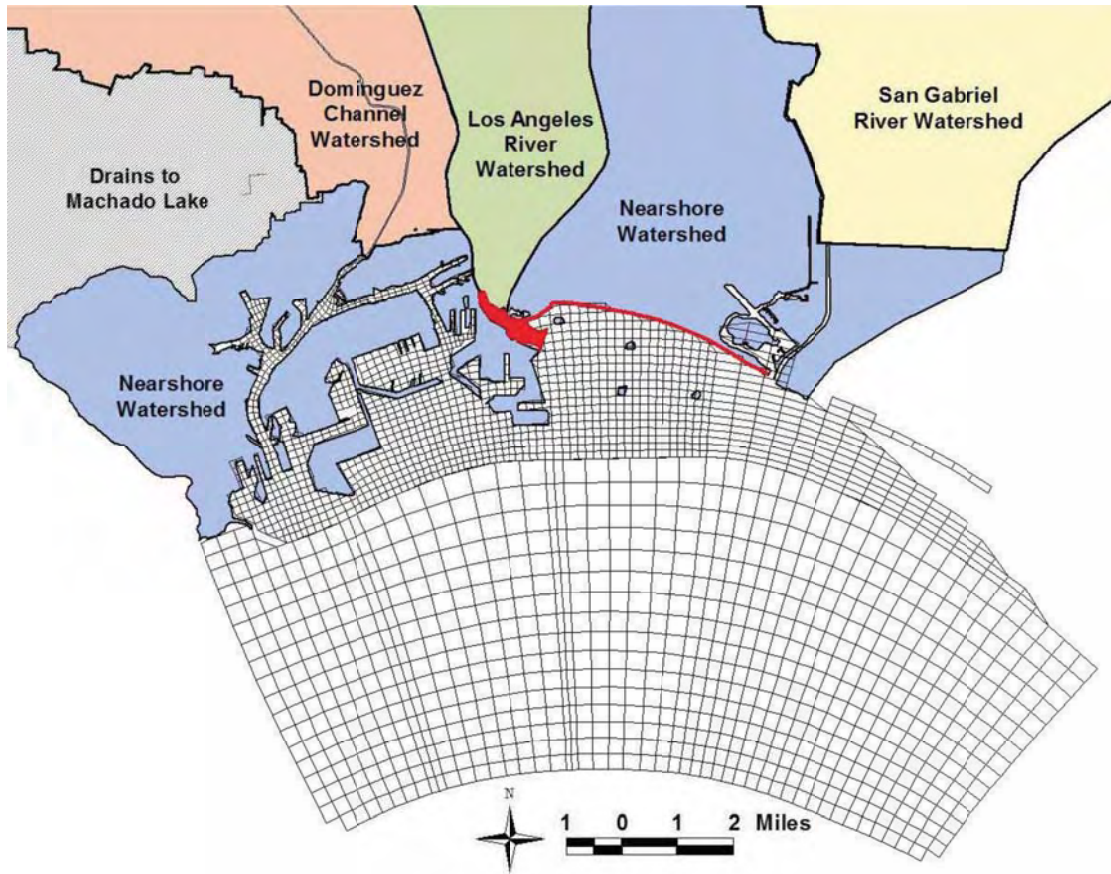 Dominguez
Channel
Watershed
Los Angeles
River
Watershed
San Gabriel
River Watershed
Drains to
Machado Lake
Nearshore
Watershed
Nearshore
Watershed
N
1 0 1 2 Miles